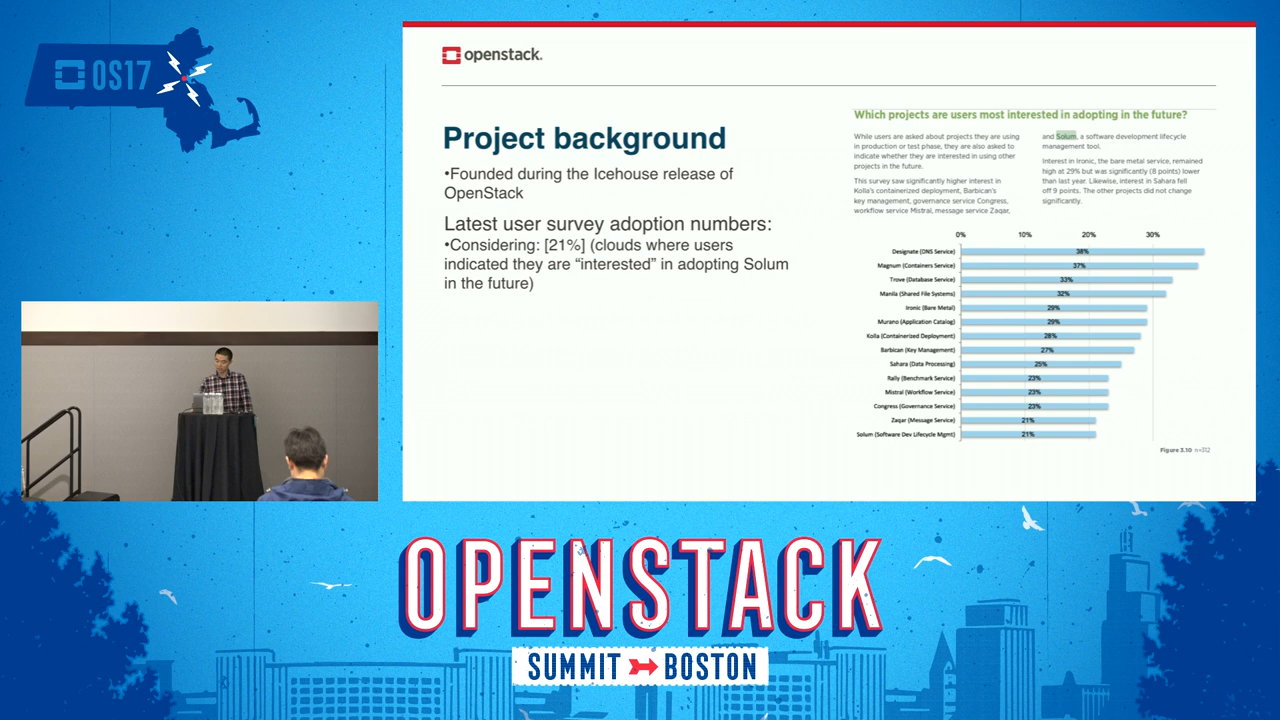 OS17
openstack.
Project background
•Founded during the Icehouse release of
OpenStack
Latest user survey adoption numbers:
•Considering: [21%] (clouds where users
indicated they are “interested” in adopting Solum
in the future)
Which projects are users most interested in adopting in the future?
While users are asked about projects they are using
in production or test phase, they are also asked to
indicate whether they are interested in using other
projects in the future.
This survey saw significantly higher interest in
Kolla's containerized deployment, Barbican's
key management, governance service Congress,
workflow service Mistral, message service Zaqar,
and Solum, a software development lifecycle
management tool.
Interest in Ironic, the bare metal service, remained
high at 29% but was significantly (8 points) lower
than last year. Likewise, interest in Sahara fell
off 9 points. The other projects did not change
significantly.
0% 10% 20% 30%
Designate (DNS Service) 38%
Magnum (Containers Service) 37%
Trove (Database Service) 33%
Manila (Shared File Systems) 32%
Ironic (Bare Metal) 29%
Murano (Application Catalog) 29%
Kolla (Containerized Deployment) 28%
Barbican (Key Management) 27%
Sahara (Data Processing) 25%
Rally (Benchmark Service) 23%
Mistral (Workflow Service) 23%
Congress (Governance Service) 23%
Zaqar (Message Service) 21%
Solum (Software Dev Lifecycle Mgmt) 21%
Figure 3.10 n=312
OPENSTACK
SUMMIT BOSTON